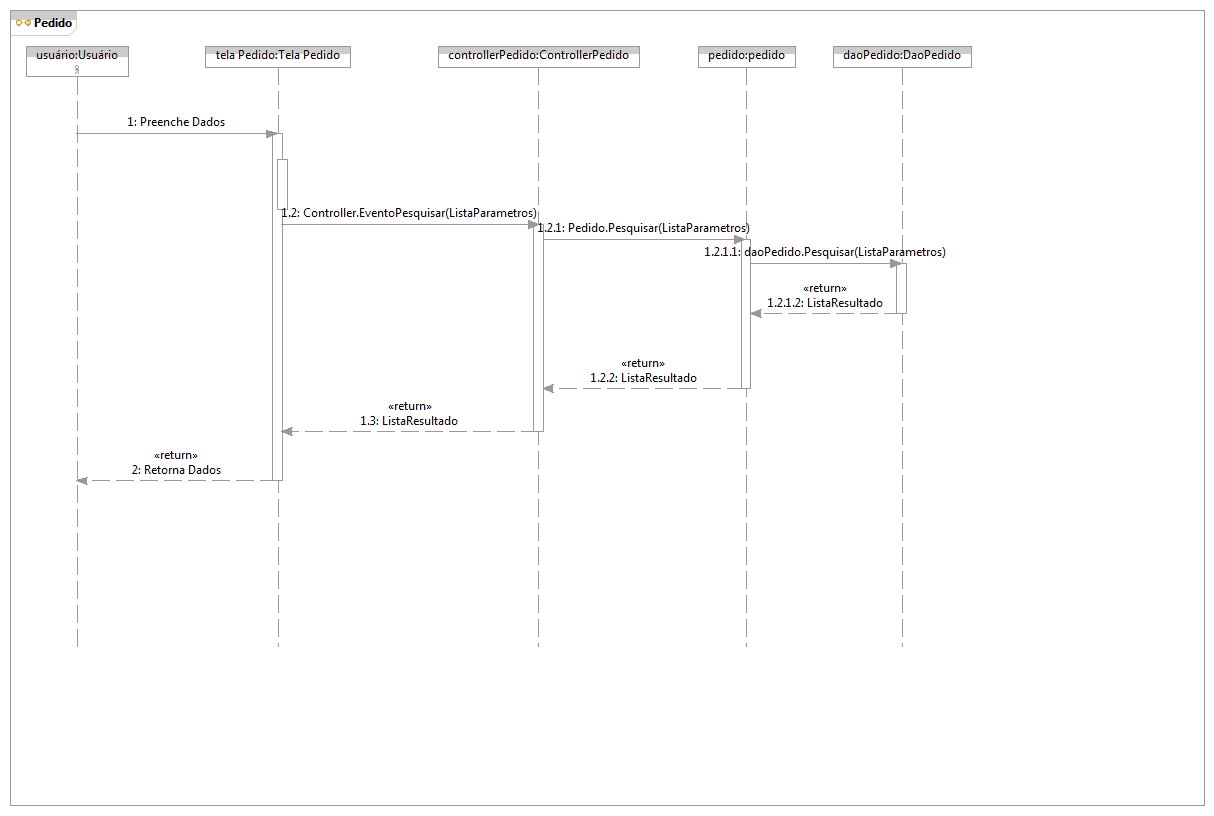 Pedido
usuário:Usuário
tela Pedido:Tela Pedido
controllerPedido:ControllerPedido
pedido:pedido
daoPedido:DaoPedido
1: Preenche Dados
1.2: Controller.EventoPesquisar(ListaParametros)
1.2.1: Pedido.Pesquisar(ListaParametros)
1.2.1.1: daoPedido.Pesquisar(ListaParametros)
«return»
1.2.1.2: ListaResultado
«return»
1.2.2: ListaResultado
«return»
1.3: ListaResultado
«return»
2: Retorna Dados